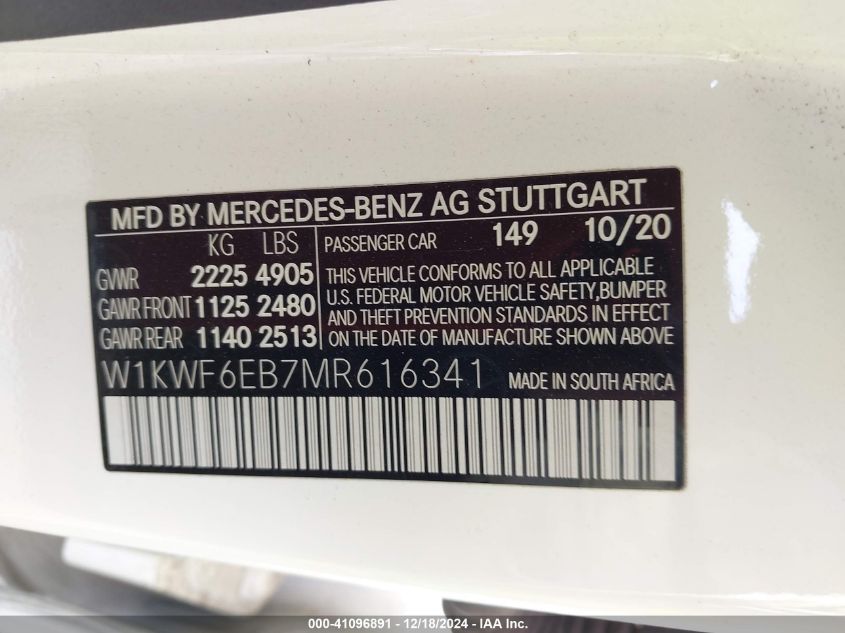 MFD BY MERCEDES-BENZ AG STUTTGART
KG LBS
GVWR 2225 4905
GAWR FRONT 1125 2480
GAWR REAR 1140 2513
PASSENGER CAR 149 10/20
THIS VEHICLE CONFORMS TO ALL APPLICABLE
U.S. FEDERAL MOTOR VEHICLE SAFETY,BUMPER
AND THEFT PREVENTION STANDARDS IN EFFECT
ON THE DATE OF MANUFACTURE SHOWN ABOVE
W1KWF6EB7MR616341 MADE IN SOUTH AFRICA
000-41096891 - 12/18/2024 - IAA Inc.